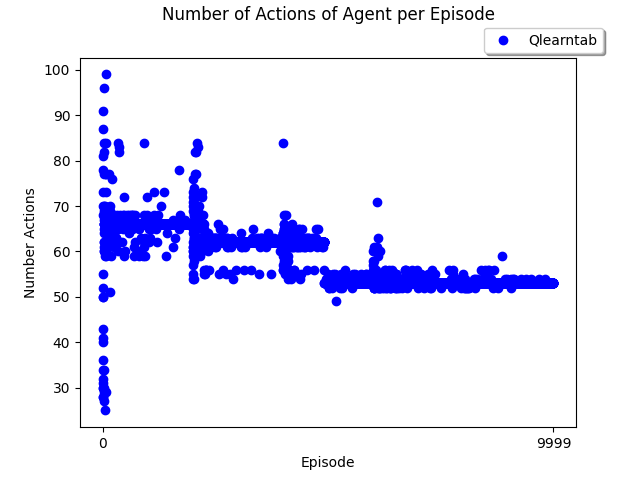 Number of Actions of Agent per Episode
Qlearntab
100
90
80
70
60
50
40
30
Number Actions
0
9999
Episode